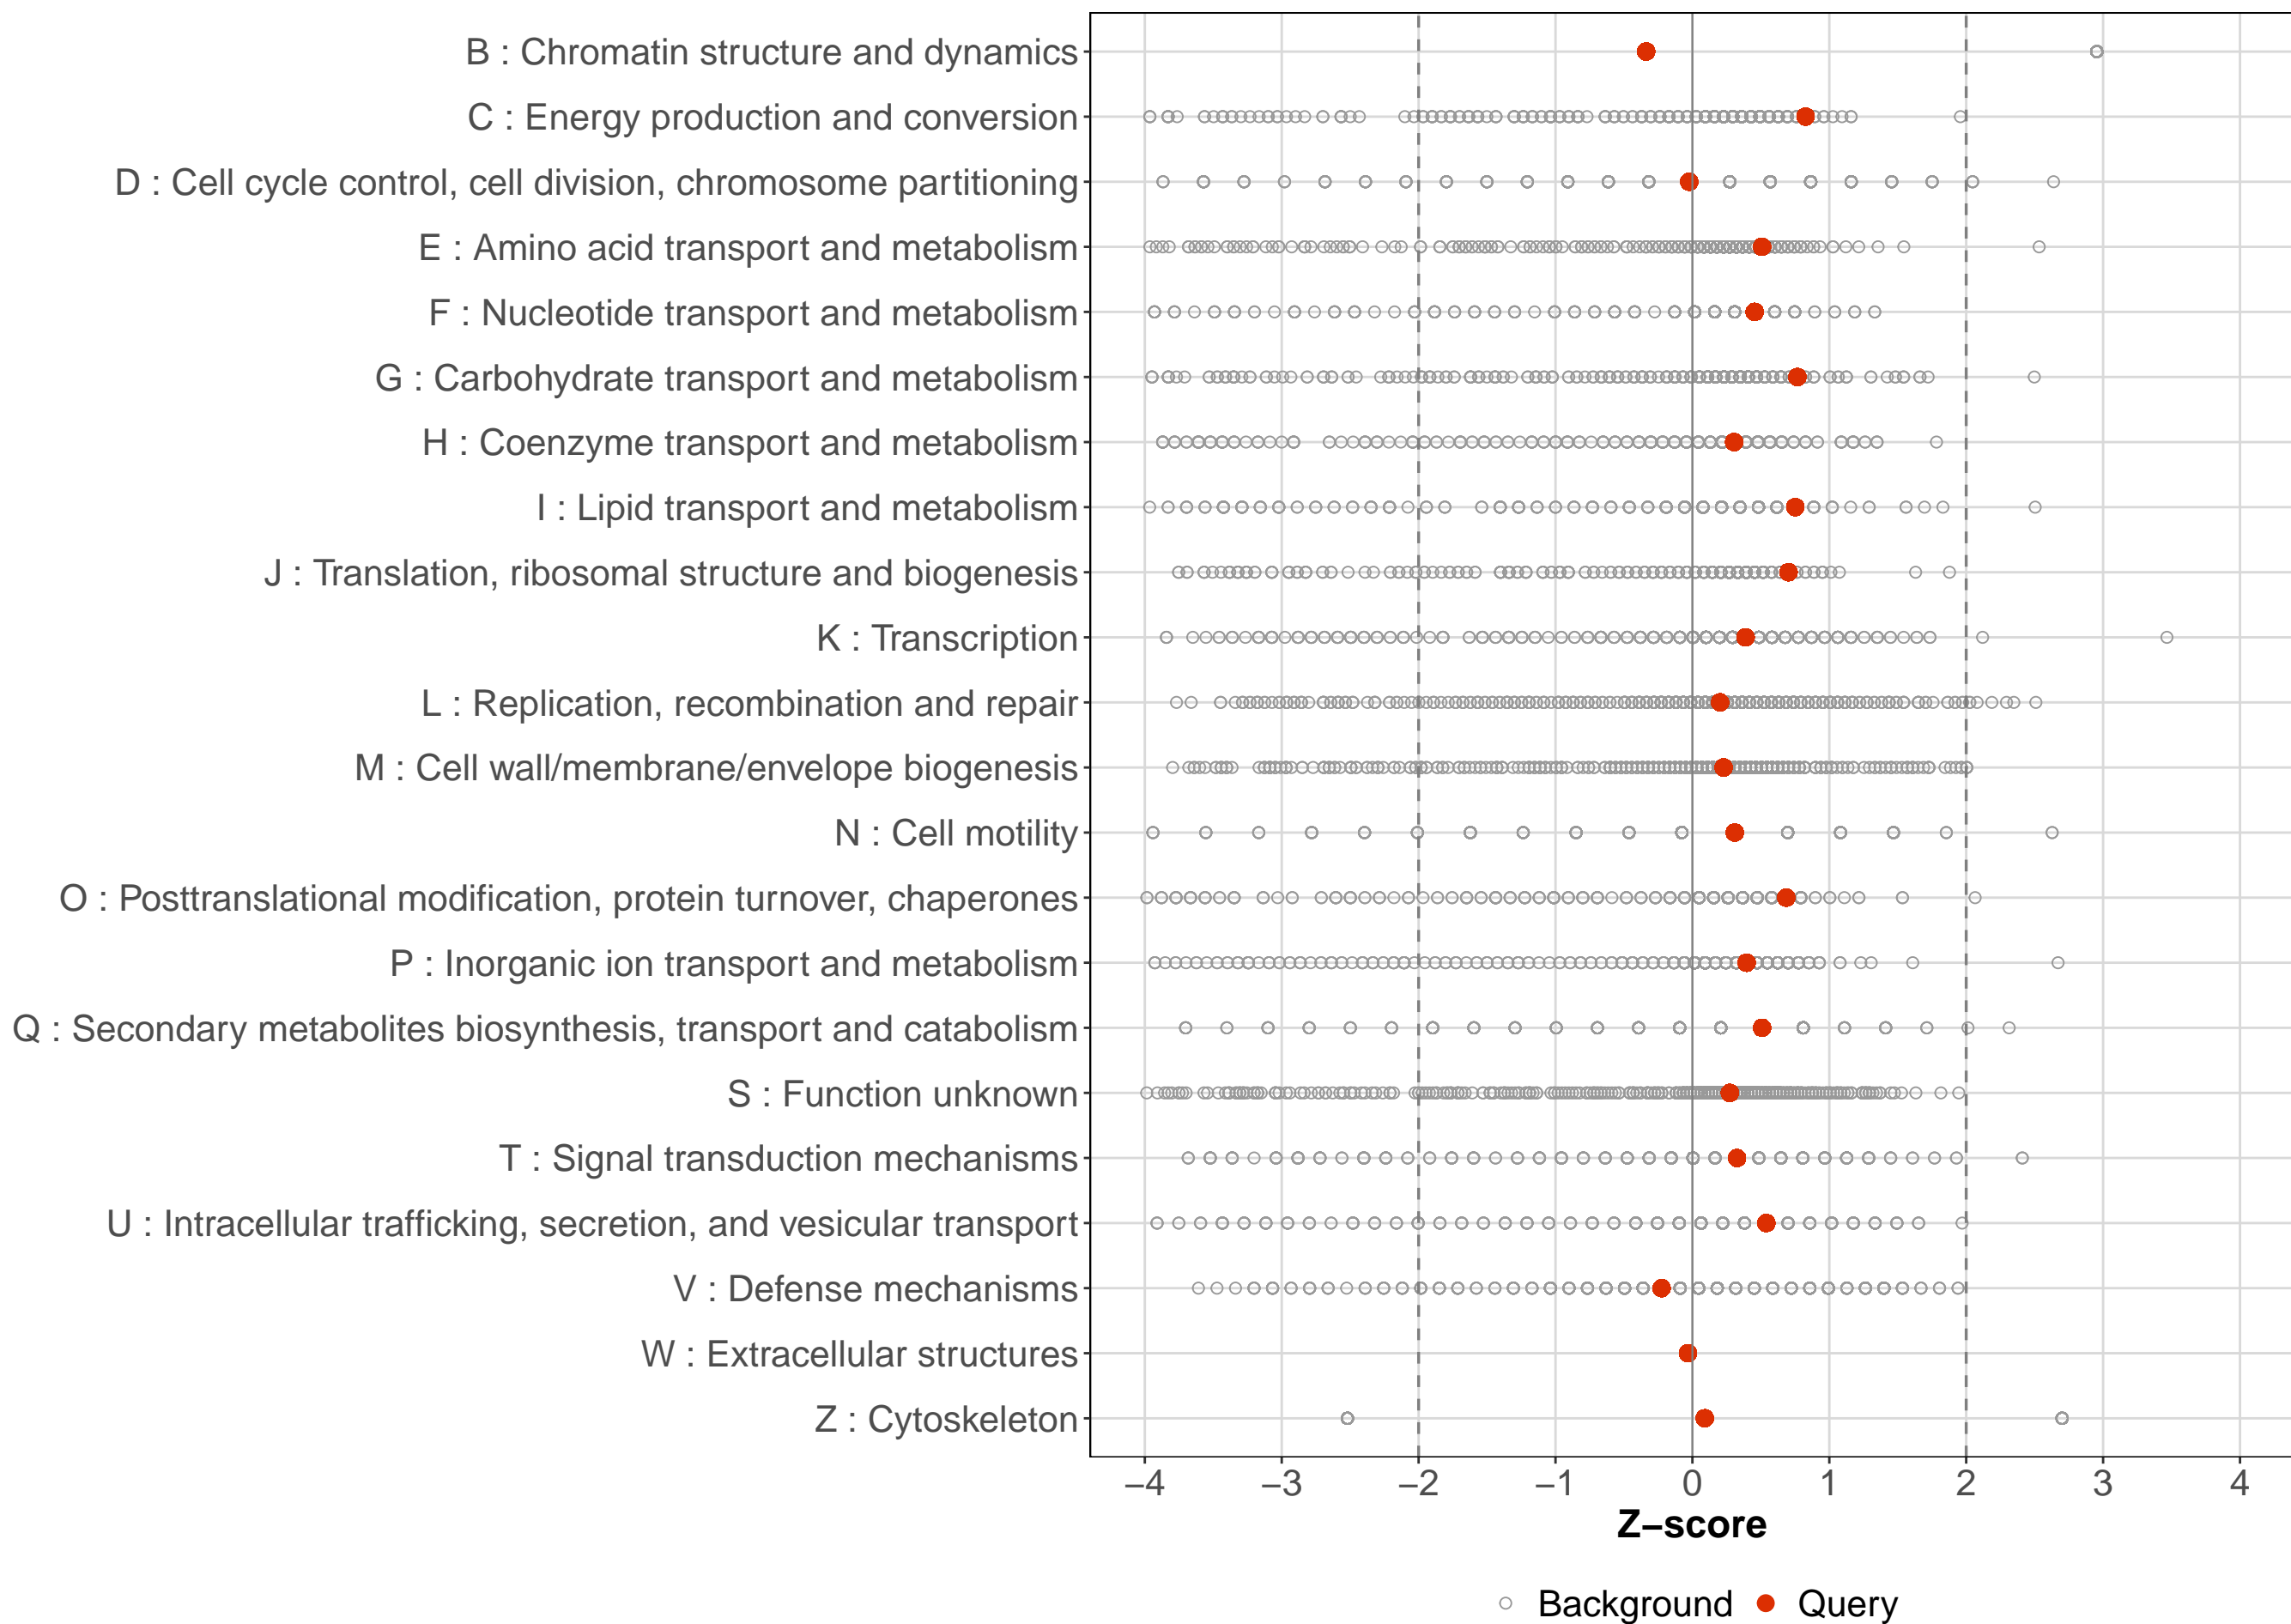 B : Chromatin structure and dynamics
C : Energy production and conversion
D : Cell cycle control, cell division, chromosome partitioning
E : Amino acid transport and metabolism
F : Nucleotide transport and metabolism
G : Carbohydrate transport and metabolism
H : Coenzyme transport and metabolism
I : Lipid transport and metabolism
J : Translation, ribosomal structure and biogenesis
K : Transcription
L : Replication, recombination and repair
M : Cell wall/membrane/envelope biogenesis
N : Cell motility
O : Posttranslational modification, protein turnover, chaperones
P : Inorganic ion transport and metabolism
Q : Secondary metabolites biosynthesis, transport and catabolism
S : Function unknown
T : Signal transduction mechanisms
U : Intracellular trafficking, secretion, and vesicular transport
V : Defense mechanisms
W : Extracellular structures
Z : Cytoskeleton
−4 −3 −2 −1 0 1 2 3 4
Z−score
Background Query